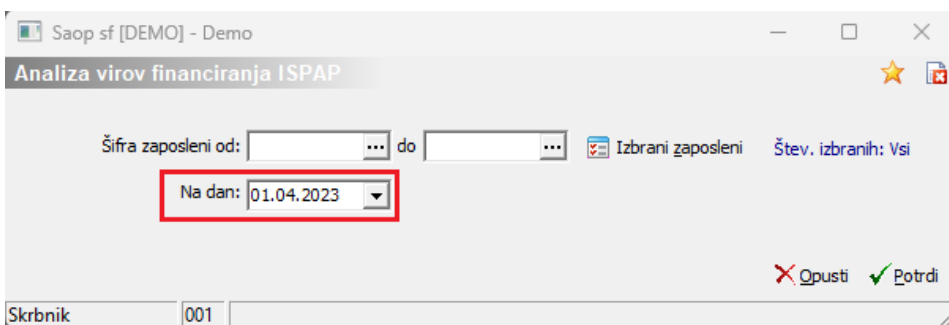 Saop sf [DEMO] - Demo
Analiza virov financiranja ISPAP
Šifra zaposleni od: ... do ... Izbrani zaposleni Štev. izbranih: Vsi
Na dan: 01.04.2023
Opusti Potrdi
Skrbnik 001